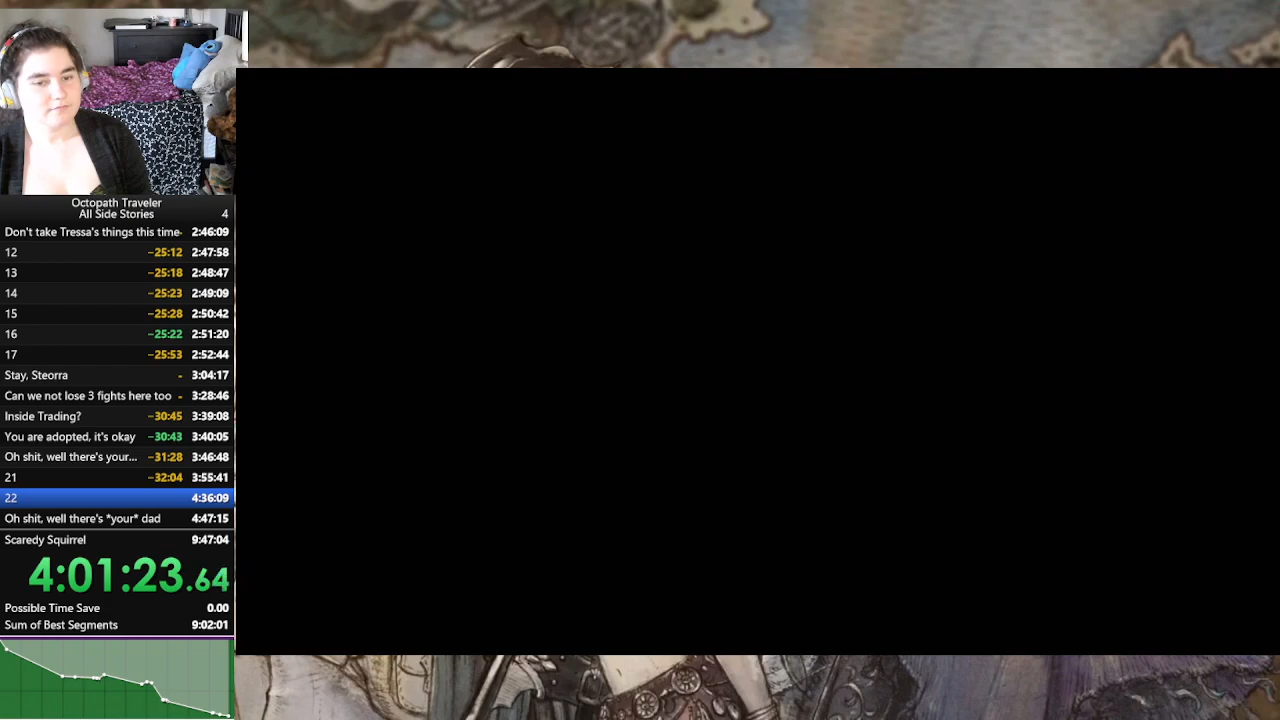 Octopath Traveler
All Side Stories 4
Don't take Tressa's things this time- 2:46:09
12 −25:12 2:47:58
13 −25:18 2:48:47
14 −25:23 2:49:09
15 −25:28 2:50:42
16 −25:22 2:51:20
17 −25:53 2:52:44
Stay, Steorra - 3:04:17
Can we not lose 3 fights here too - 3:28:46
Inside Trading? −30:45 3:39:08
You are adopted, it's okay −30:43 3:40:05
Oh shit, well there's your... −31:28 3:46:48
21 −32:04 3:55:41
22 4:36:09
Oh shit, well there's *your* dad 4:47:15
Scaredy Squirrel 9:47:04
4:01:23.64
Possible Time Save 0.00
Sum of Best Segments 9:02:01